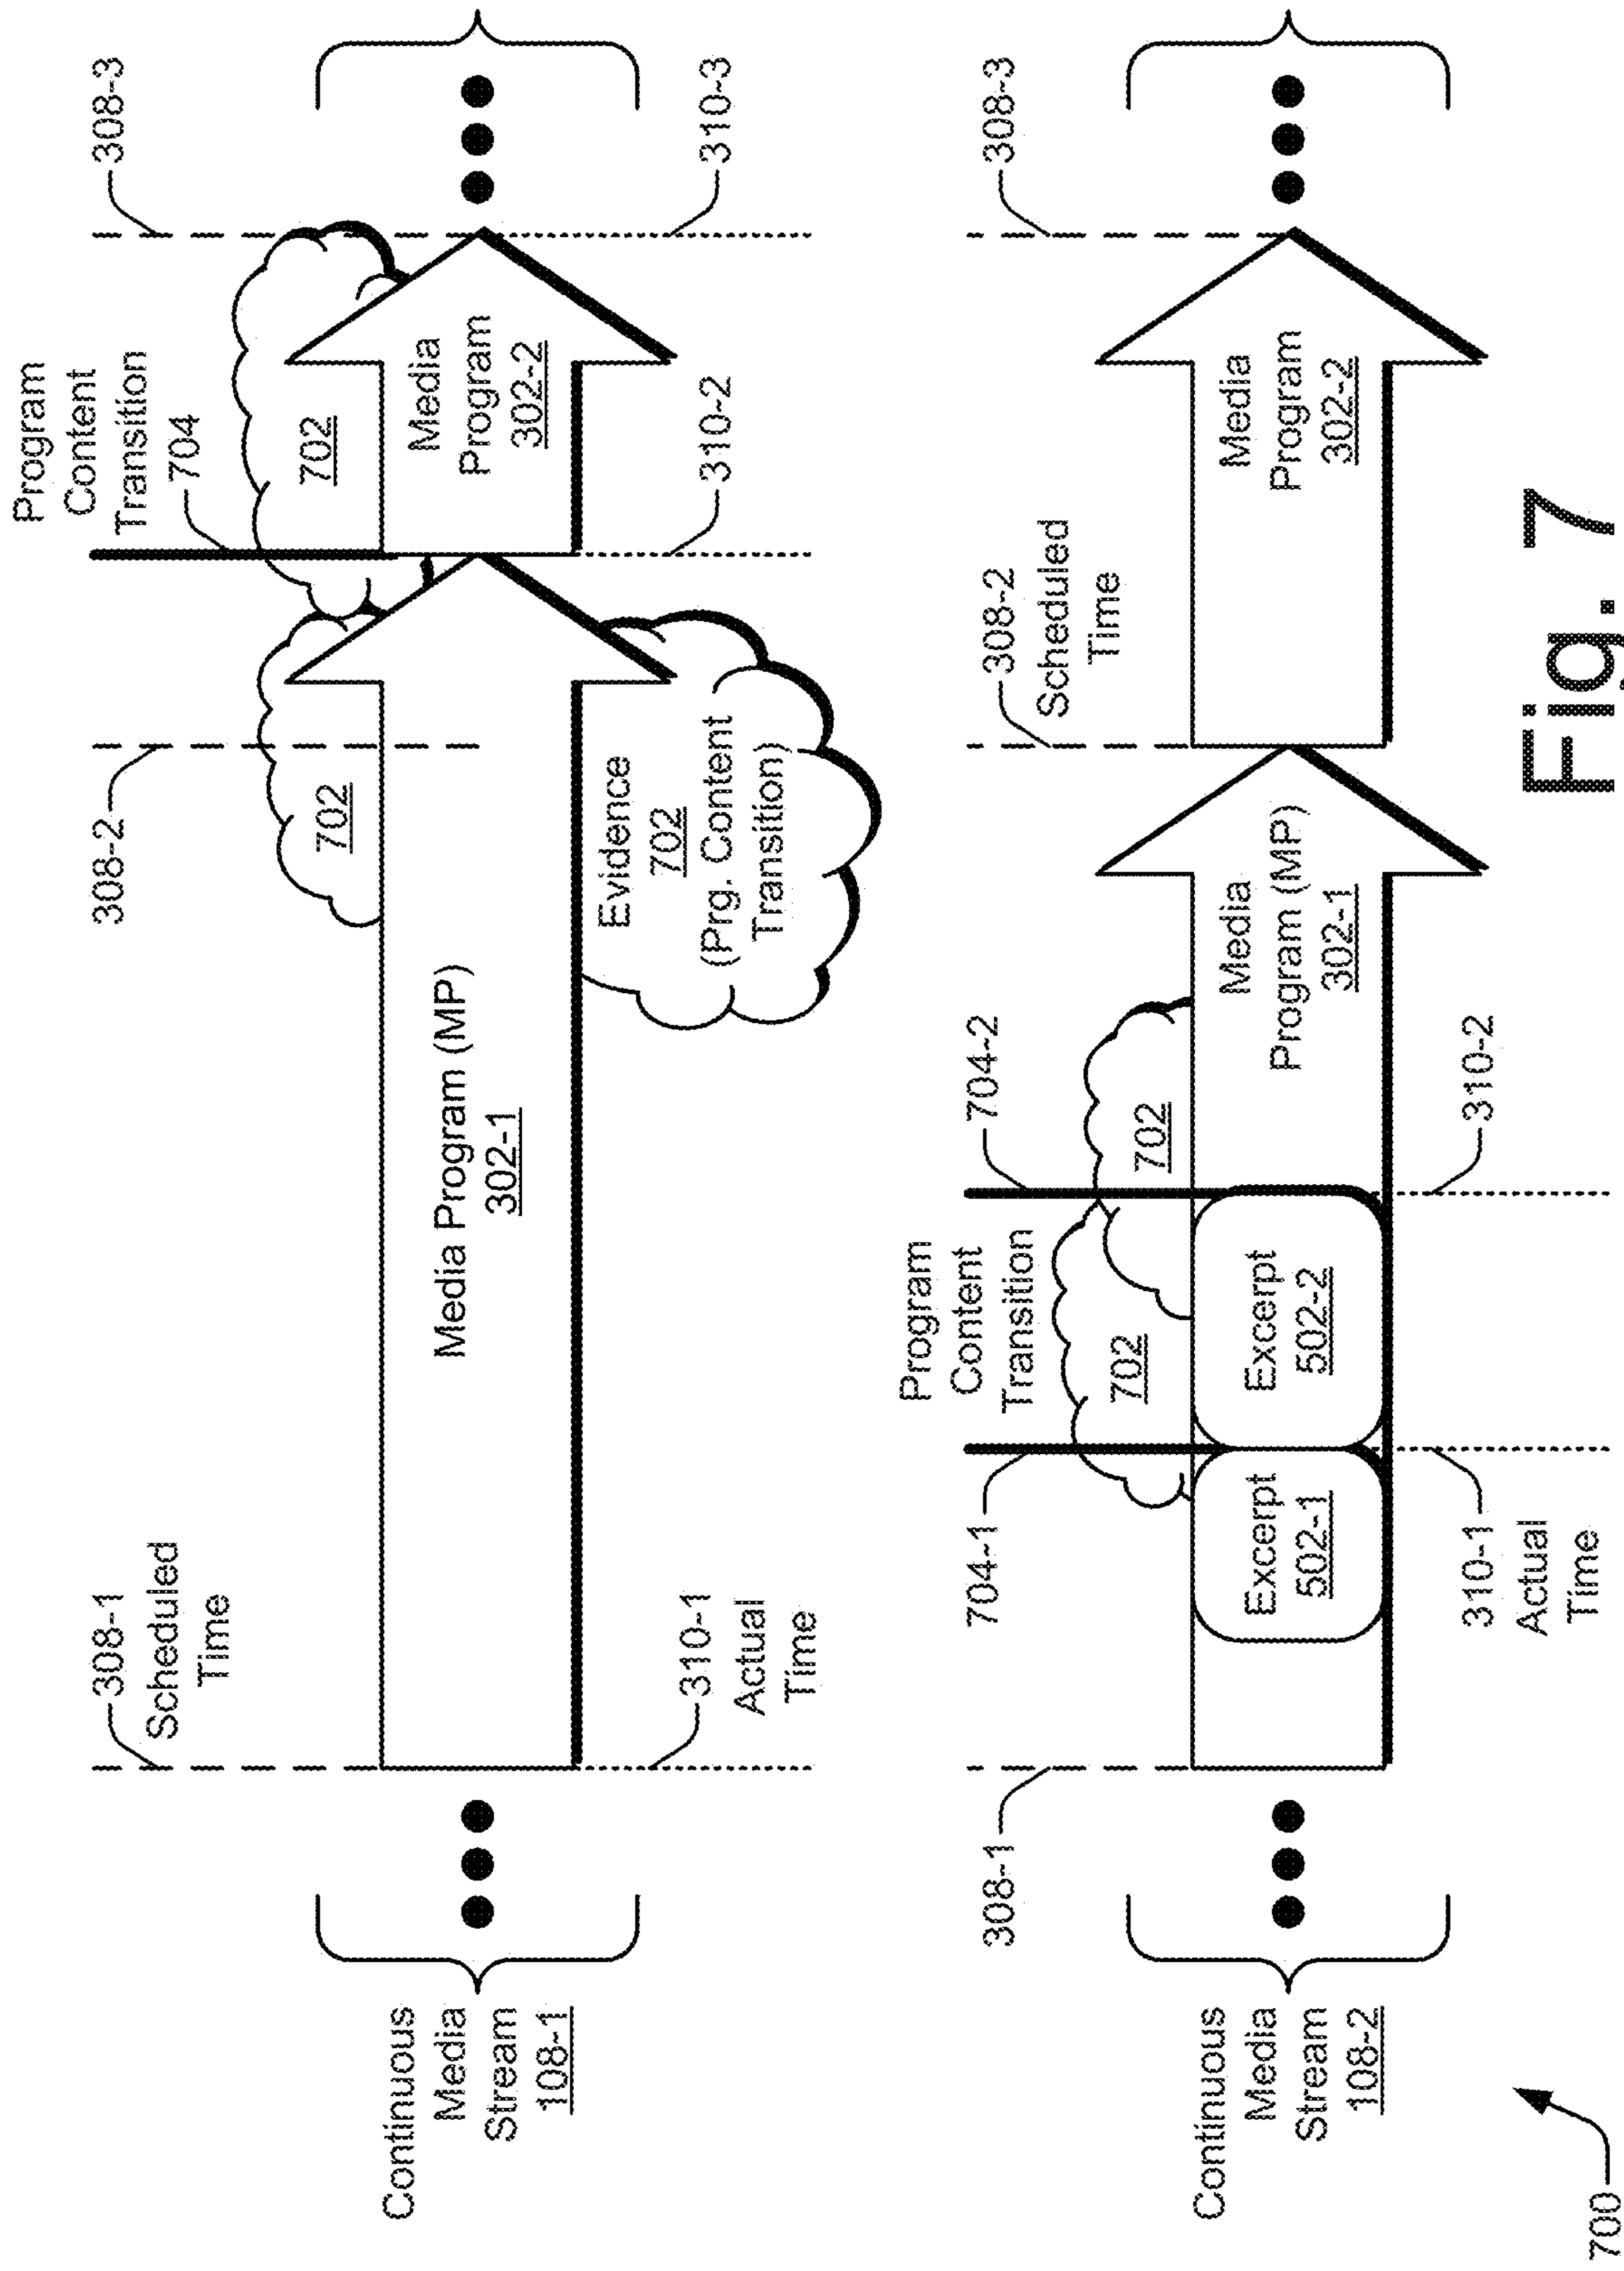 308-1
Scheduled
Time
308-2
Program
Content
Transition
704
308-3
Continuous
Media
Stream
108-1
Media Program (MP)
302-1
702
702
Media
Program
302-2
Evidence
702
(Prg. Content
Transition)
310-1
Actual
Time
310-2
310-3
308-1
704-1
Program
Content
Transition
704-2
308-2
Scheduled
Time
308-3
702
702
Continuous
Media
Stream
108-2
Excerpt
502-1
Excerpt
502-2
Media
Program (MP)
302-1
Media
Program
302-2
310-1
Actual
Time
310-2
700
Fig. 7